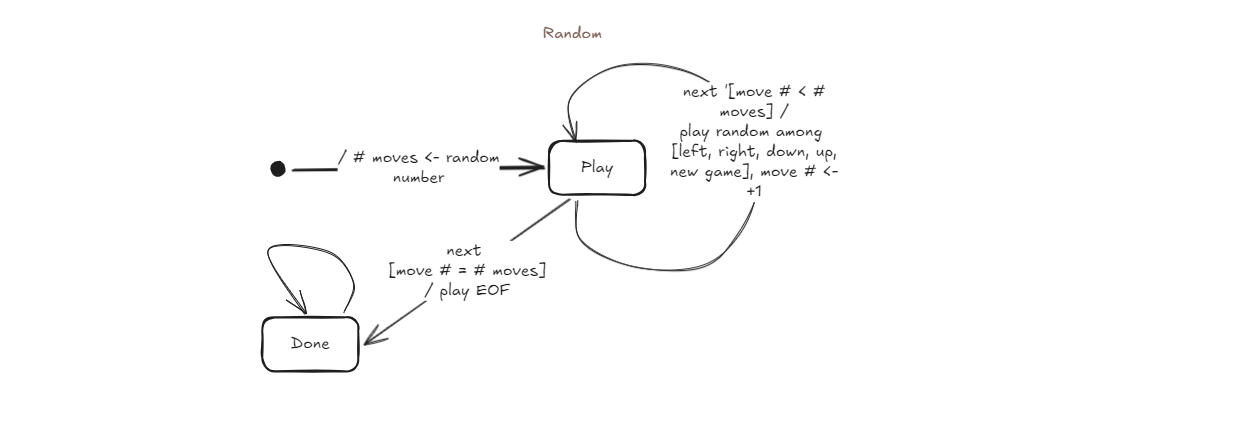 Random
next '[move # < #
moves] /
play random among
[left, right, down, up,
new game], move # <-
+1
/ # moves <- random
number
Play
next
[move # = # moves]
/ play EOF
Done